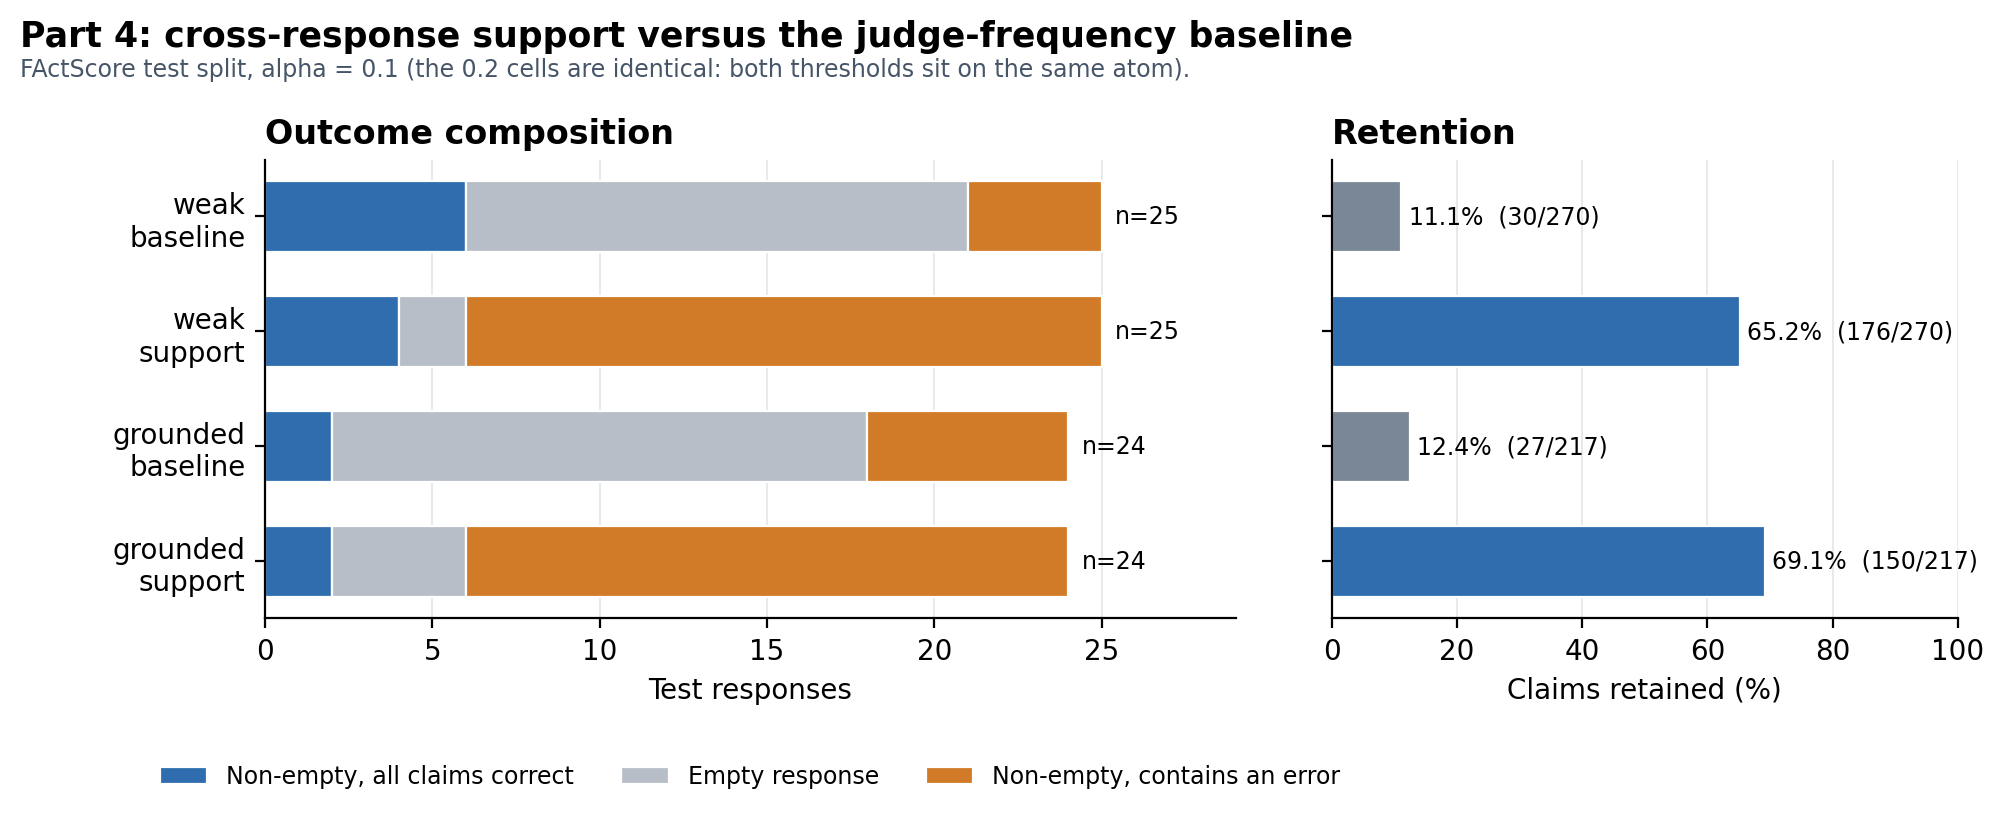 Part 4: cross-response support versus the judge-frequency baseline
FActScore test split, alpha = 0.1 (the 0.2 cells are identical: both thresholds sit on the same atom).
Outcome composition
weak
baseline
n=25
weak
support
n=25
grounded
baseline
n=24
grounded
support
n=24
0 5 10 15 20 25
Test responses
Retention
11.1% (30/270)
65.2% (176/270)
12.4% (27/217)
69.1% (150/217)
0 20 40 60 80 100
Claims retained (%)
Non-empty, all claims correct
Empty response
Non-empty, contains an error